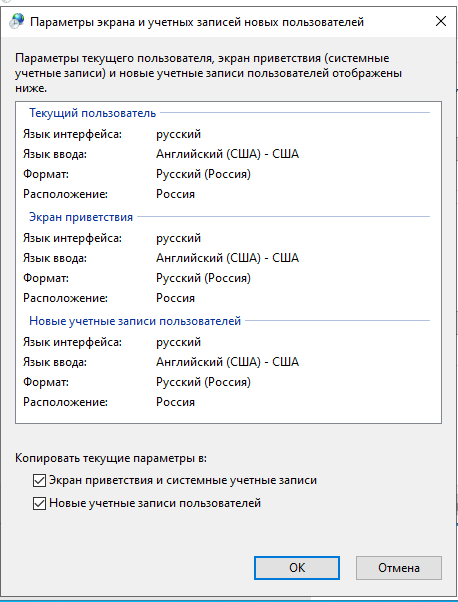 Параметры экрана и учетных записей новых пользователей
Параметры текущего пользователя, экран приветствия (системные
учетные записи) и новые учетные записи пользователей отображены
ниже.
Текущий пользователь
Язык интерфейса: русский
Язык ввода: Английский (США) - США
Формат: Русский (Россия)
Расположение: Россия
Экран приветствия
Язык интерфейса: русский
Язык ввода: Английский (США) - США
Формат: Русский (Россия)
Расположение: Россия
Новые учетные записи пользователей
Язык интерфейса: русский
Язык ввода: Английский (США) - США
Формат: Русский (Россия)
Расположение: Россия
Копировать текущие параметры в:
Экран приветствия и системные учетные записи
Новые учетные записи пользователей
ОК Отмена